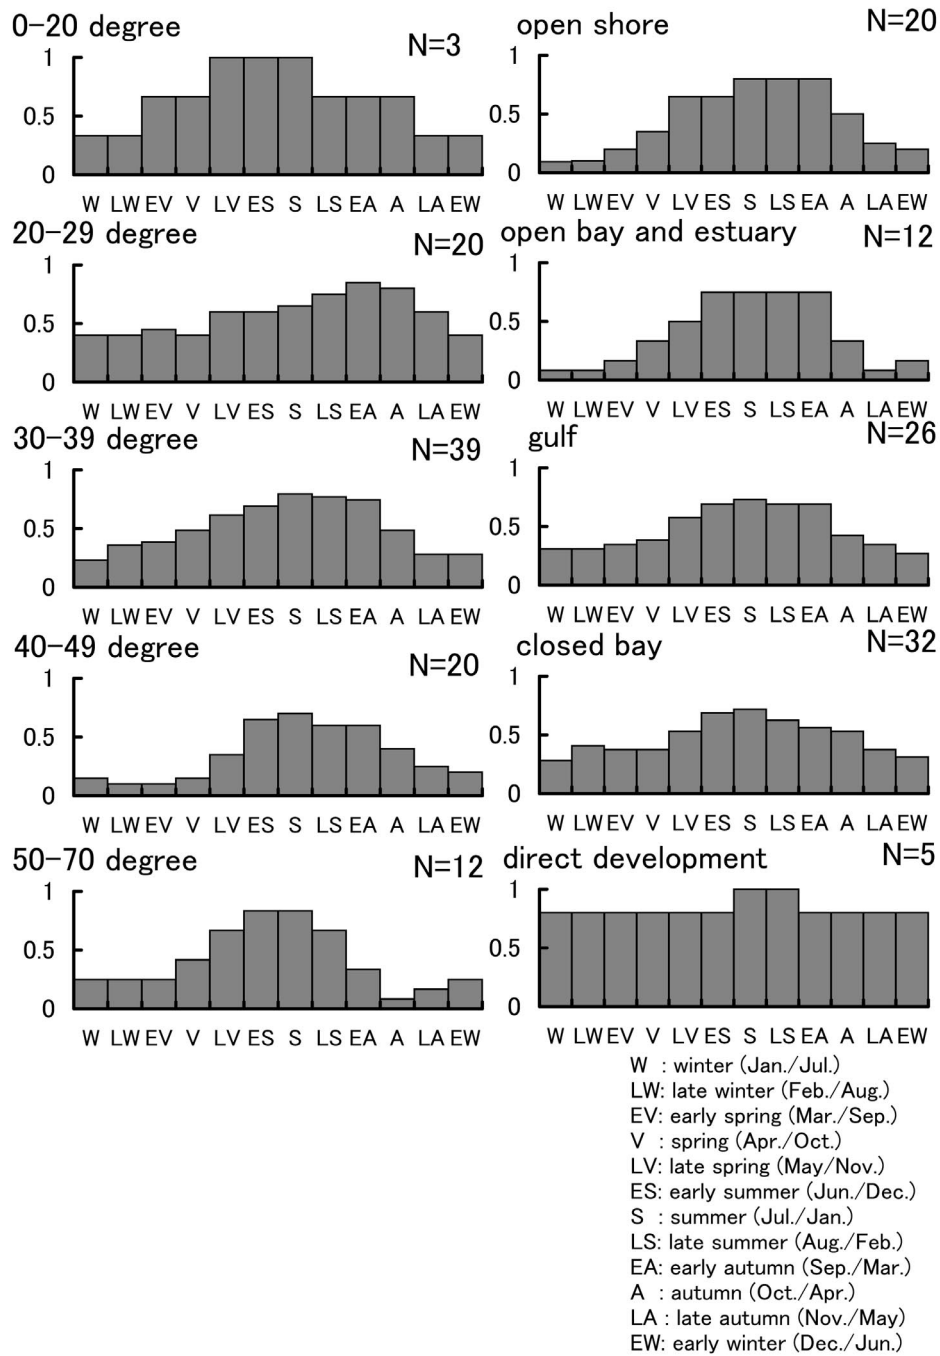 0-20 degree
N=3
1
0.5
0
W LW EV V LV ES S LS EA A LA EW
20-29 degree
N=20
1
0.5
0
W LW EV V LV ES S LS EA A LA EW
30-39 degree
N=39
1
0.5
0
W LW EV V LV ES S LS EA A LA EW
40-49 degree
N=20
1
0.5
0
W LW EV V LV ES S LS EA A LA EW
50-70 degree
N=12
1
0.5
0
W LW EV V LV ES S LS EA A LA EW
open shore
N=20
1
0.5
0
W LW EV V LV ES S LS EA A LA EW
open bay and estuary
N=12
1
0.5
0
W LW EV V LV ES S LS EA A LA EW
gulf
N=26
1
0.5
0
W LW EV V LV ES S LS EA A LA EW
closed bay
N=32
1
0.5
0
W LW EV V LV ES S LS EA A LA EW
direct development
N=5
1
0.5
0
W LW EV V LV ES S LS EA A LA EW
W : winter (Jan./Jul.)
LW: late winter (Feb./Aug.)
EV: early spring (Mar./Sep.)
V : spring (Apr./Oct.)
LV: late spring (May/Nov.)
ES: early summer (Jun./Dec.)
S : summer (Jul./Jan.)
LS: late summer (Aug./Feb.)
EA: early autumn (Sep./Mar.)
A : autumn (Oct./Apr.)
LA : late autumn (Nov./May)
EW: early winter (Dec./Jun.)